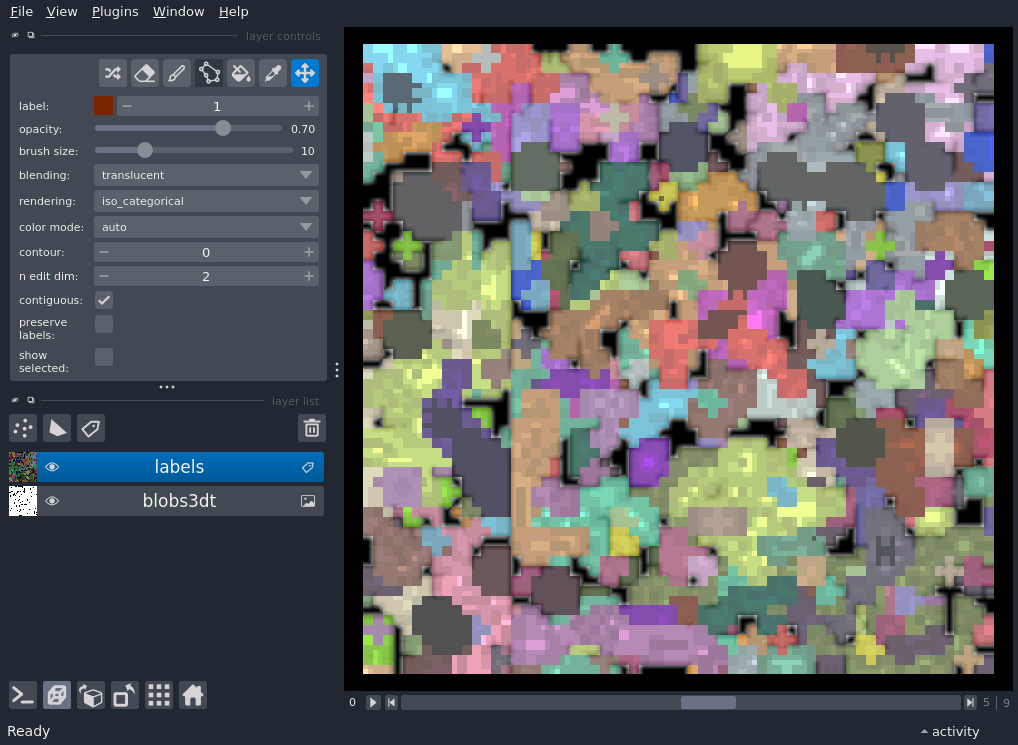 File View Plugins Window Help
layer controls
label: 1
opacity: 0.70
brush size: 10
blending: translucent
rendering: iso_categorical
color mode: auto
contour: 0
n edit dim: 2
contiguous:
preserve
labels:
show
selected:
layer list
labels
blobs3dt
0 5 9
Ready activity